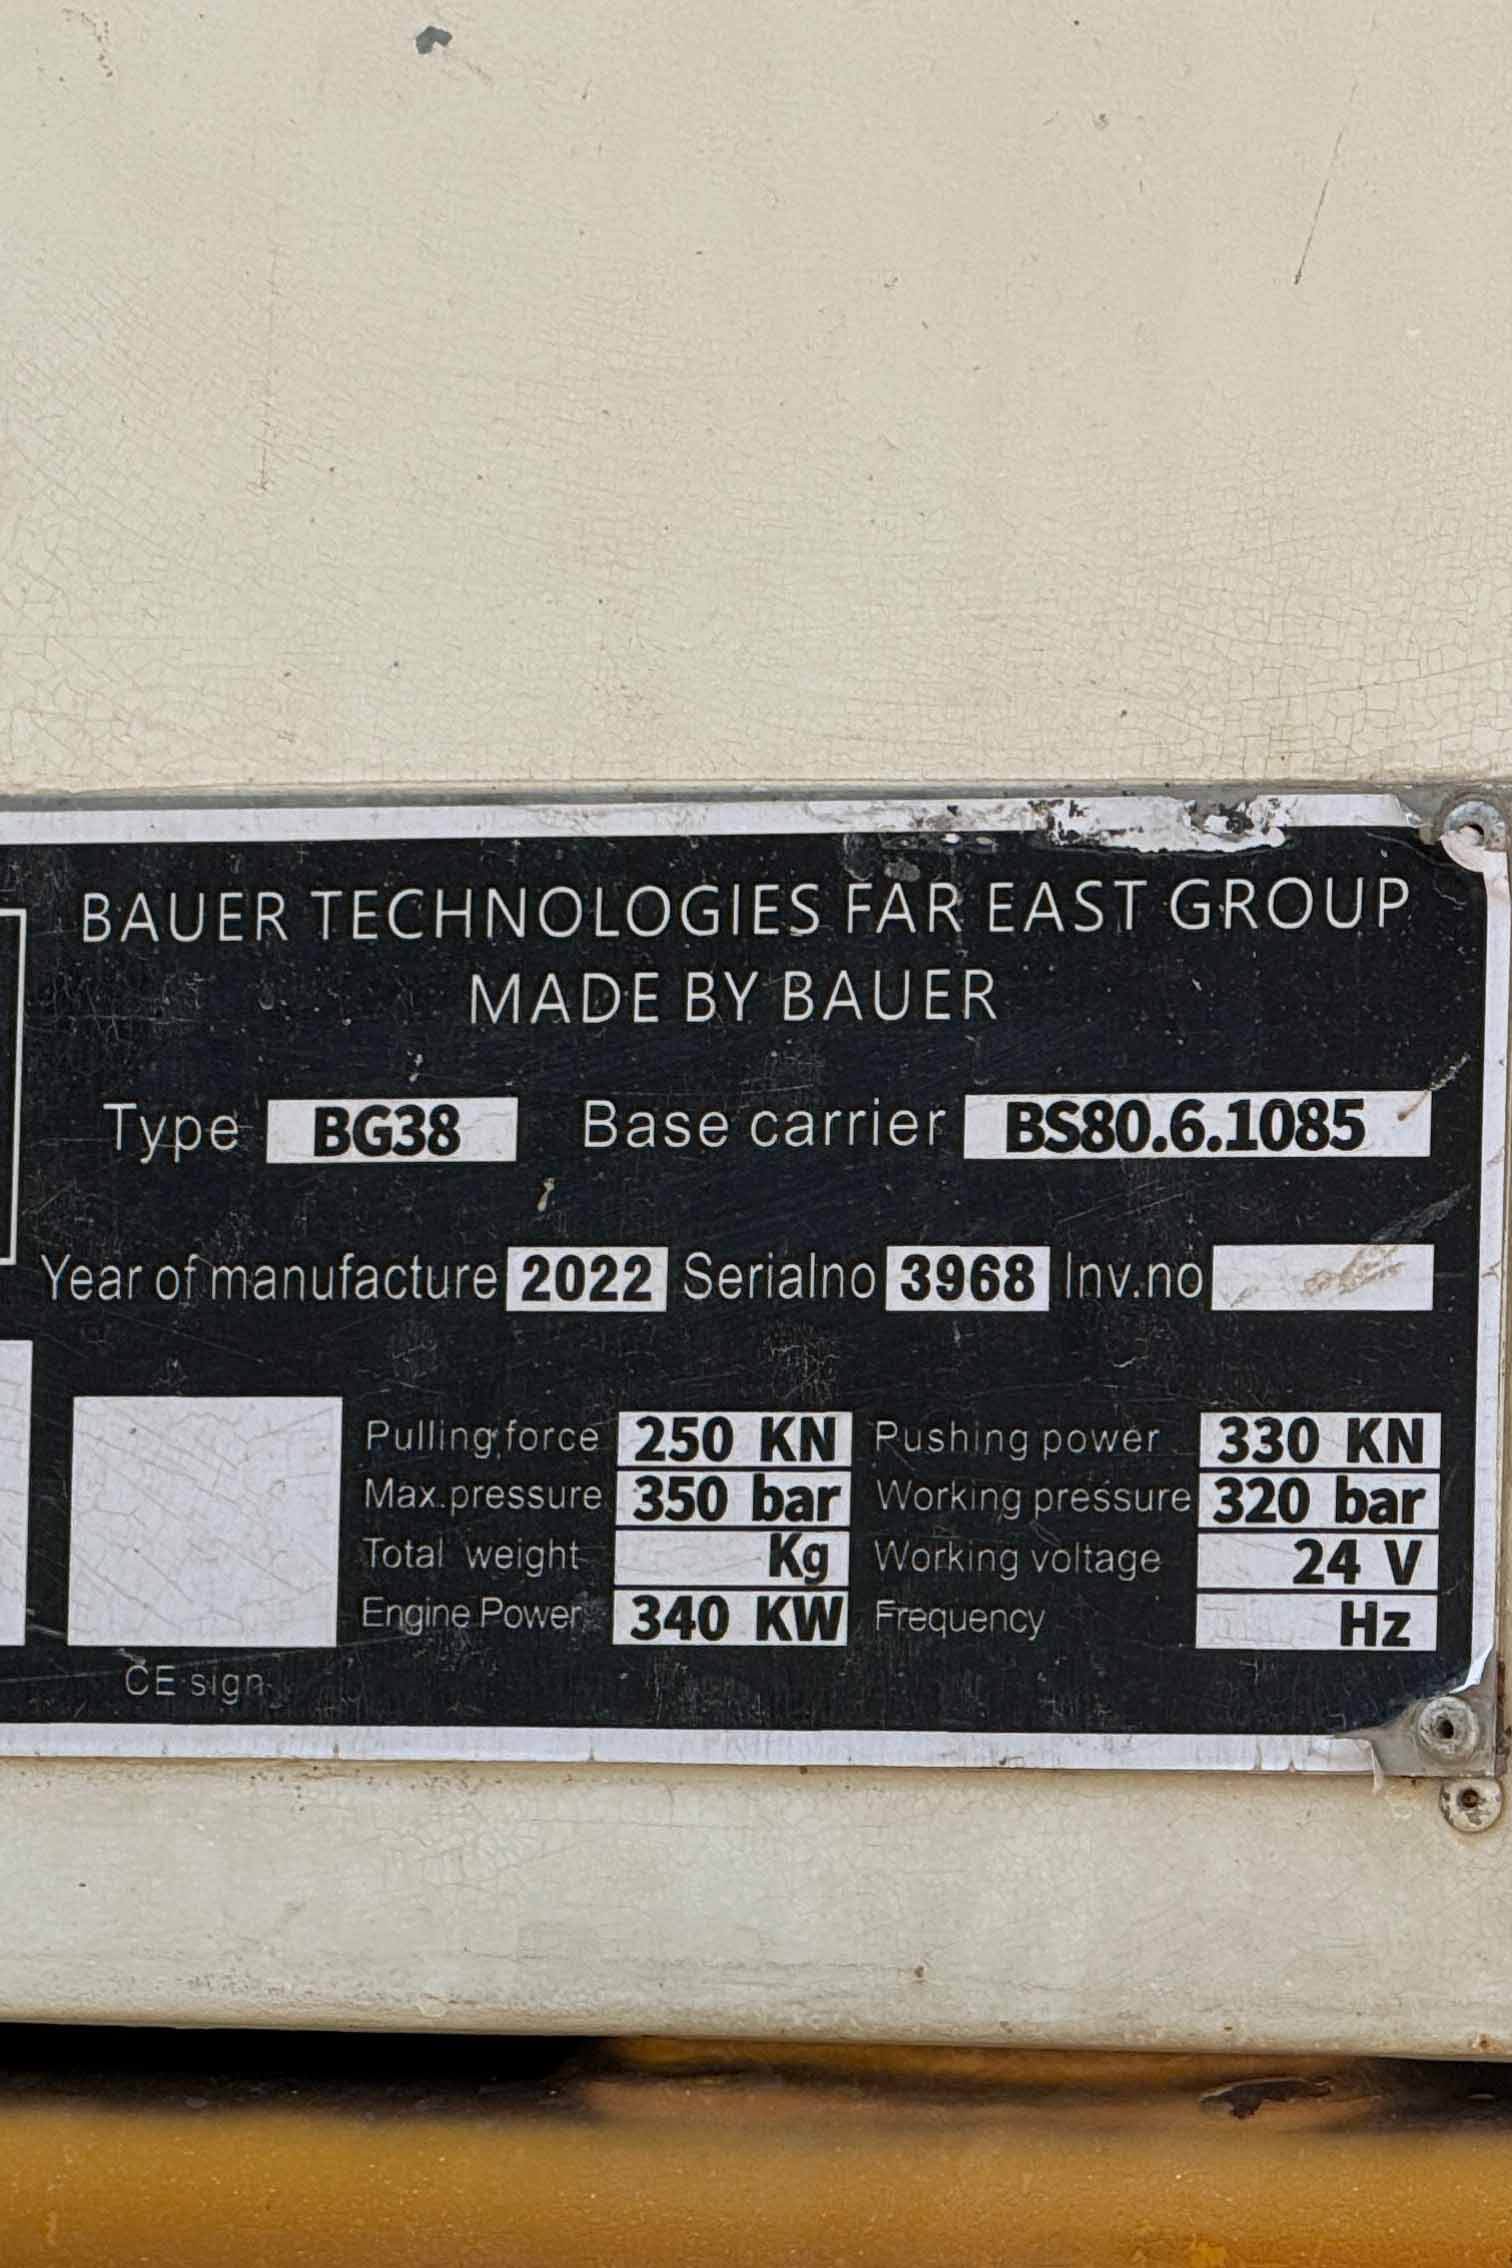 BAUER TECHNOLOGIES FAR EAST GROUP
MADE BY BAUER
Type BG38 Base carrier BS80.6.1085
Year of manufacture 2022 Serialno 3968 Inv.no
Pulling force 250 KN Pushing power 330 KN
Max.pressure 350 bar Working pressure 320 bar
Total weight Kg Working voltage 24 V
Engine Power 340 KW Frequency Hz
CE sign